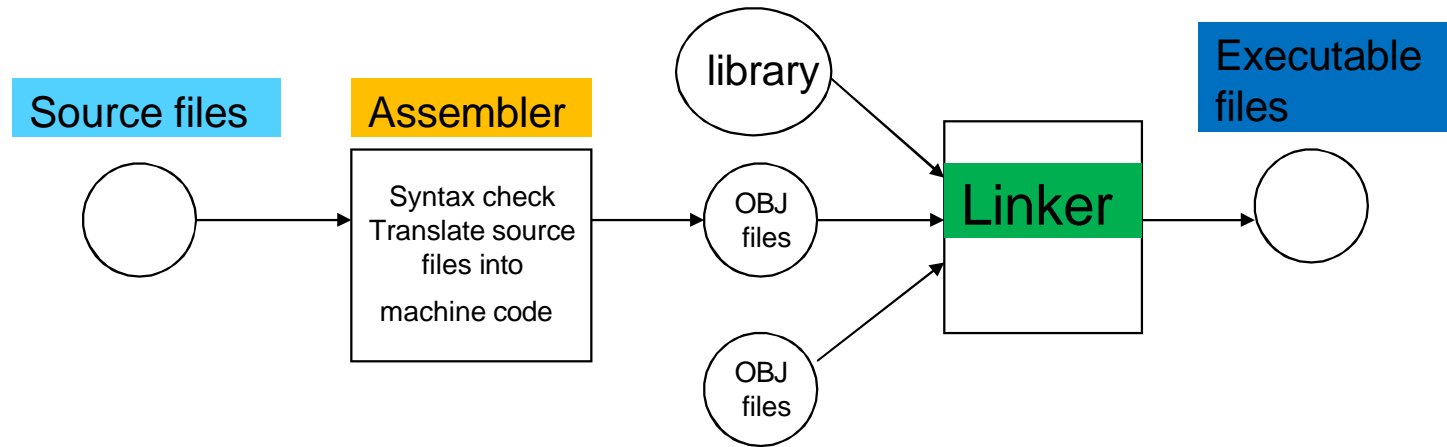 Source files
Assembler
Syntax check
Translate source
files into
machine code
library
OBJ
files
OBJ
files
Linker
Executable
files